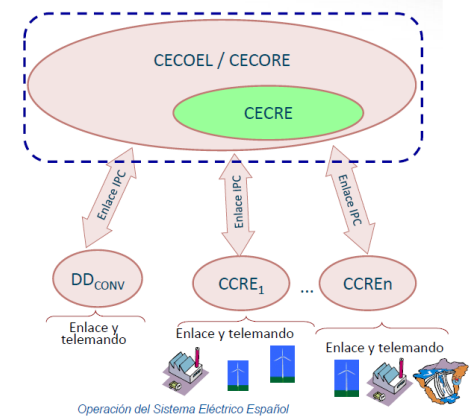 CECOEL / CECORE
CECRE
Enlace IPC
Enlace IPC
Enlace IPC
DD_CONV
CCRE₁
...
CCREn
Enlace y
telemando
Enlace y telemando
Enlace y telemando
Operación del Sistema Eléctrico Español